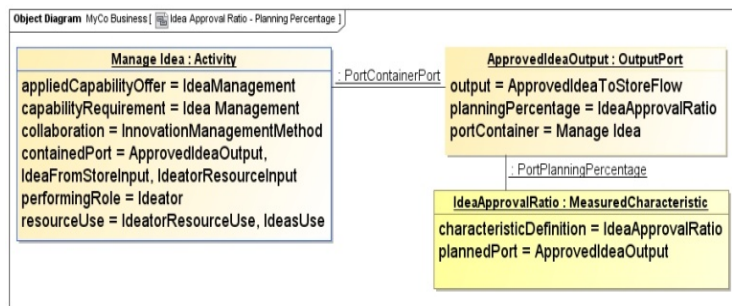 Object Diagram MyCo Business [ Idea Approval Ratio - Planning Percentage ]
Manage Idea : Activity
appliedCapabilityOffer = IdeaManagement
capabilityRequirement = Idea Management
collaboration = InnovationManagementMethod
containedPort = ApprovedIdeaOutput,
IdeaFromStoreInput, IdeatorResourceInput
performingRole = Ideator
resourceUse = IdeatorResourceUse, IdeasUse
: PortContainerPort
ApprovedIdeaOutput : OutputPort
output = ApprovedIdeaToStoreFlow
planningPercentage = IdeaApprovalRatio
portContainer = Manage Idea
: PortPlanningPercentage
IdeaApprovalRatio : MeasuredCharacteristic
characteristicDefinition = IdeaApprovalRatio
plannedPort = ApprovedIdeaOutput